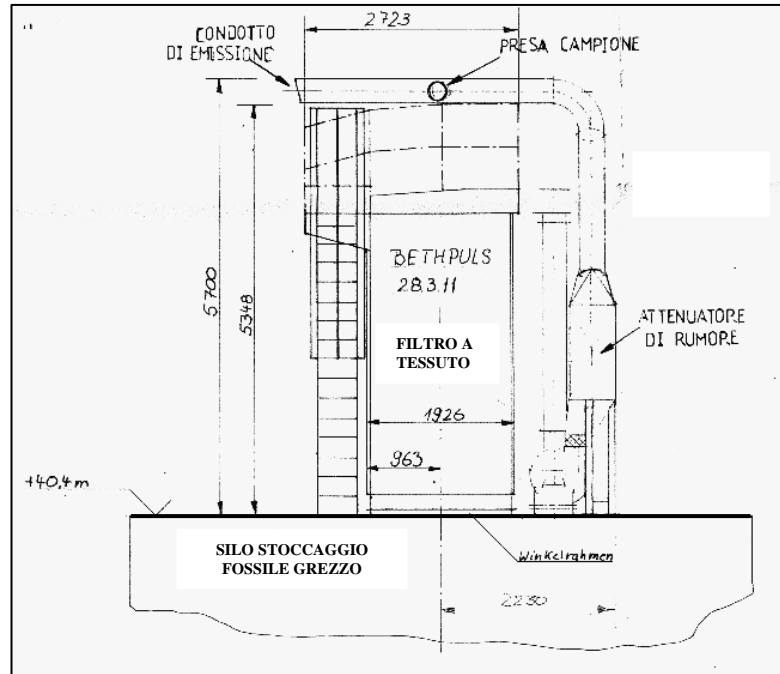 2723
CONDOTTO
DI EMISSIONE
PRESA CAMPIONE
5700
5348
BETHPULS
28.3.11
FILTRO A
TESSUTO
ATTENUATORE
DI RUMORE
1926
963
+40,4m
SILO STOCCAGGIO
FOSSILE GREZZO
Winkelrahmen
2230